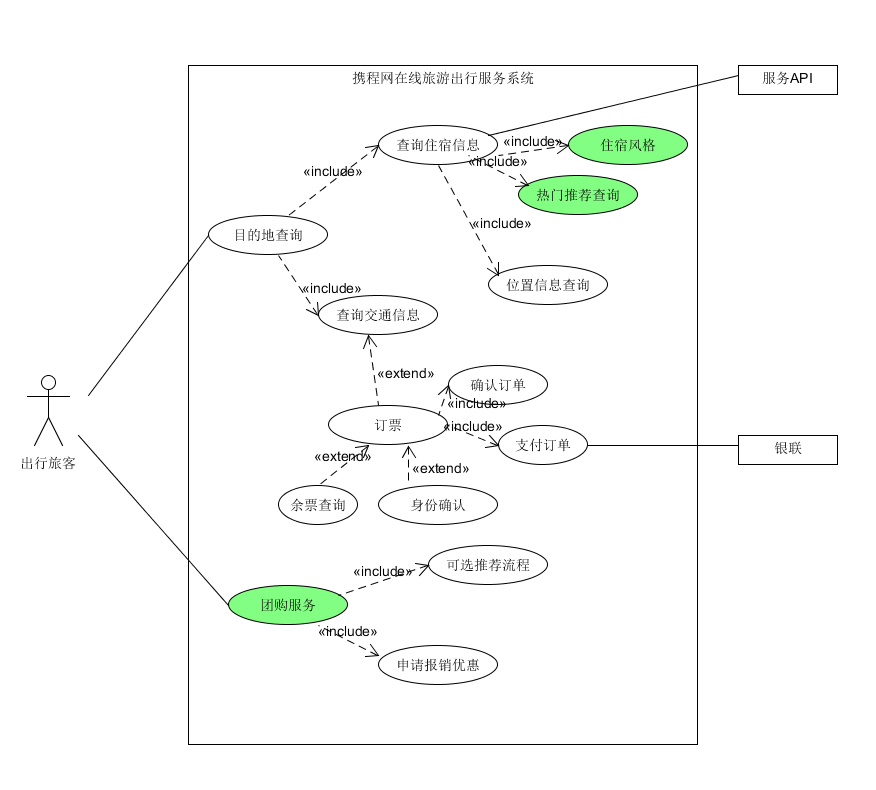 携程网在线旅游出行服务系统
服务API
查询住宿信息
«include»
住宿风格
«include»
«include»
热门推荐查询
«include»
目的地查询
«include»
位置信息查询
查询交通信息
«extend»
确认订单
«include»
订票
«include»
支付订单
银联
«extend»
«extend»
出行旅客
余票查询
身份确认
«include»
可选推荐流程
团购服务
«include»
申请报销优惠